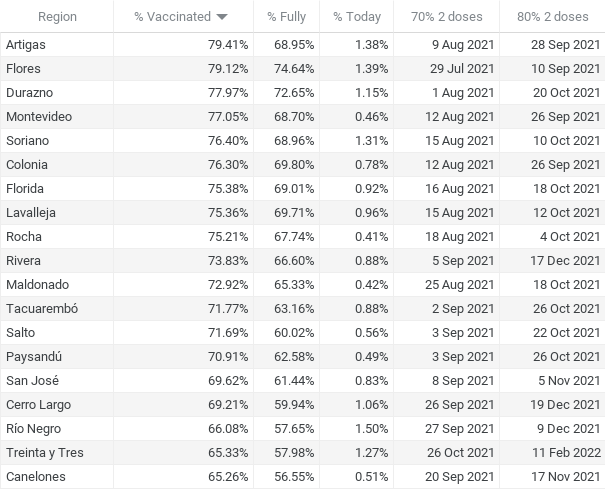 Region % Vaccinated % Fully % Today 70% 2 doses 80% 2 doses
Artigas 79.41% 68.95% 1.38% 9 Aug 2021 28 Sep 2021
Flores 79.12% 74.64% 1.39% 29 Jul 2021 10 Sep 2021
Durazno 77.97% 72.65% 1.15% 1 Aug 2021 20 Oct 2021
Montevideo 77.05% 68.70% 0.46% 12 Aug 2021 26 Sep 2021
Soriano 76.40% 68.96% 1.31% 15 Aug 2021 10 Oct 2021
Colonia 76.30% 69.80% 0.78% 12 Aug 2021 26 Sep 2021
Florida 75.38% 69.01% 0.92% 16 Aug 2021 18 Oct 2021
Lavalleja 75.36% 69.71% 0.96% 15 Aug 2021 12 Oct 2021
Rocha 75.21% 67.74% 0.41% 18 Aug 2021 4 Oct 2021
Rivera 73.83% 66.60% 0.88% 5 Sep 2021 17 Dec 2021
Maldonado 72.92% 65.33% 0.42% 25 Aug 2021 18 Oct 2021
Tacuarembó 71.77% 63.16% 0.88% 2 Sep 2021 26 Oct 2021
Salto 71.69% 60.02% 0.56% 3 Sep 2021 22 Oct 2021
Paysandú 70.91% 62.58% 0.49% 3 Sep 2021 26 Oct 2021
San José 69.62% 61.44% 0.83% 8 Sep 2021 5 Nov 2021
Cerro Largo 69.21% 59.94% 1.06% 26 Sep 2021 19 Dec 2021
Río Negro 66.08% 57.65% 1.50% 27 Sep 2021 9 Dec 2021
Treinta y Tres 65.33% 57.98% 1.27% 26 Oct 2021 11 Feb 2022
Canelones 65.26% 56.55% 0.51% 20 Sep 2021 17 Nov 2021